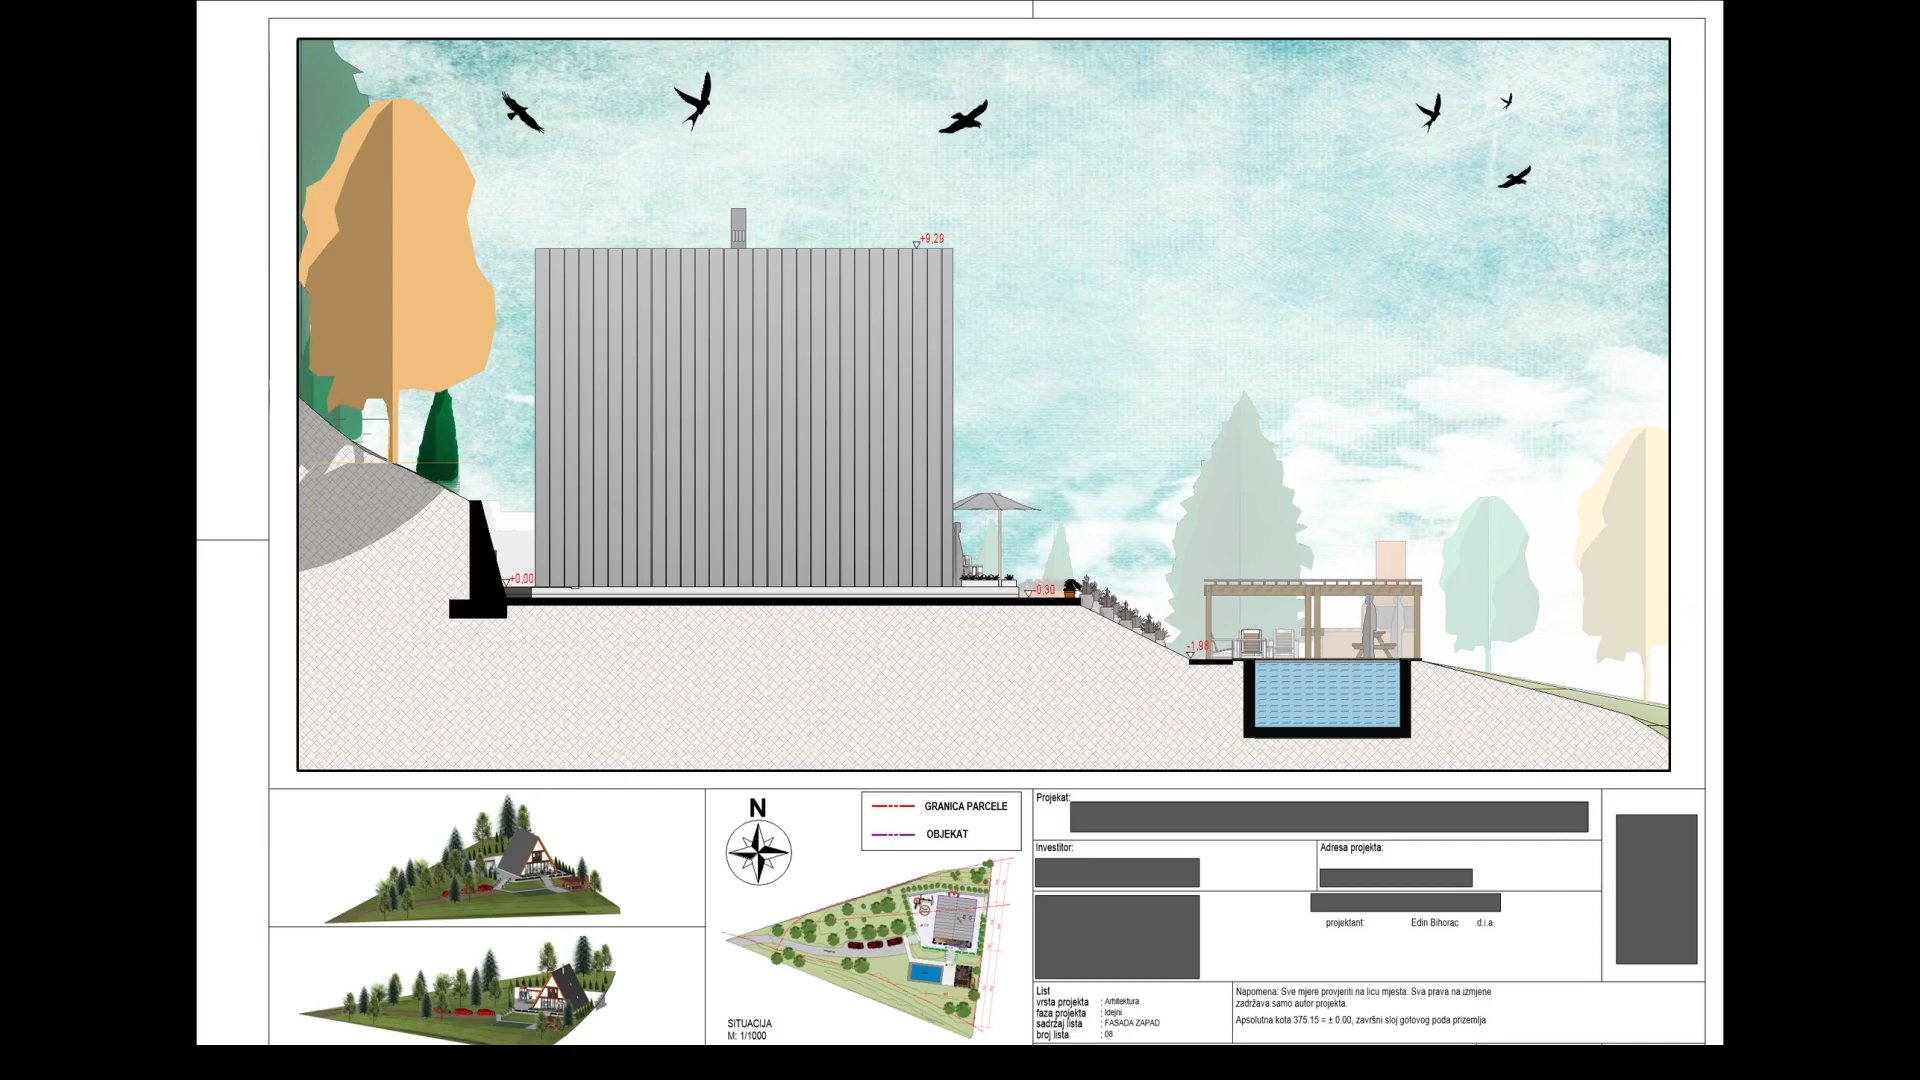 +9,29
+0,00
-0,30
-1,98
N
GRANICA PARCELE
OBJEKAT
SITUACIJA
M: 1/1000
Projekat:
Investitor:
Adresa projekta:
projektant: Edin Bihorac d.i.a
List
vrsta projekta : Arhitektura
faza projekta : Idejni
sadržaj lista : FASADA ZAPAD
broj lista : 08
Napomena: Sve mjere provjeriti na licu mjesta. Sva prava na izmjene
zadržava samo autor projekta.
Apsolutna kota 375.15 = ± 0.00, završni sloj gotovog poda prizemlja